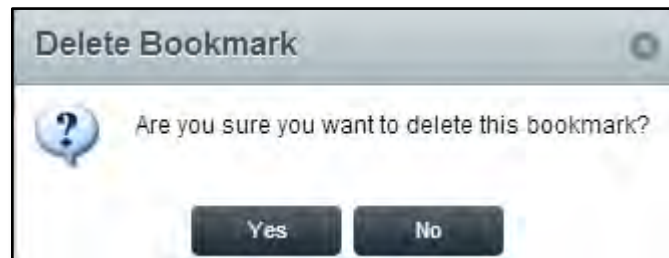 Delete Bookmark
Are you sure you want to delete this bookmark?
Yes No